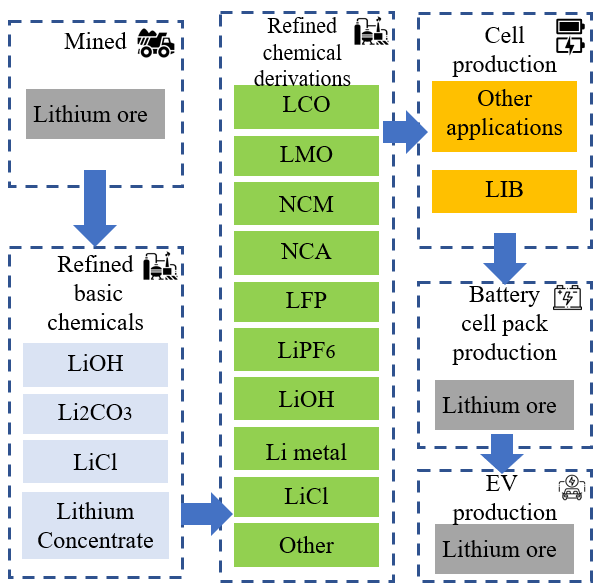 Mined
Lithium ore
Refined
basic
chemicals
LiOH
Li2CO3
LiCl
Lithium
Concentrate
Refined
chemical
derivations
LCO
LMO
NCM
NCA
LFP
LiPF6
LiOH
Li metal
LiCl
Other
Cell
production
Other
applications
LIB
Battery
cell pack
production
Lithium ore
EV
production
Lithium ore